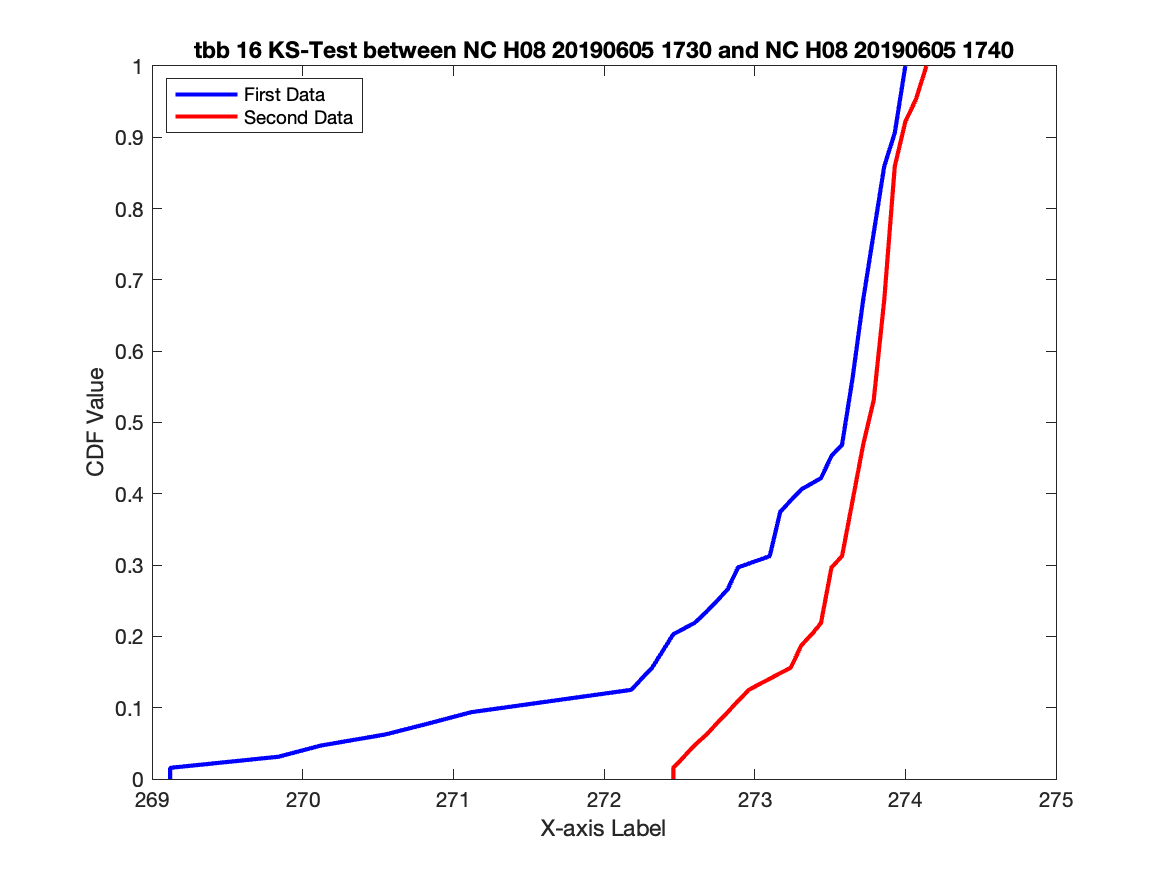 tbb 16 KS-Test between NC H08 20190605 1730 and NC H08 20190605 1740
First Data
Second Data
CDF Value
1
0.9
0.8
0.7
0.6
0.5
0.4
0.3
0.2
0.1
0
269 270 271 272 273 274 275
X-axis Label